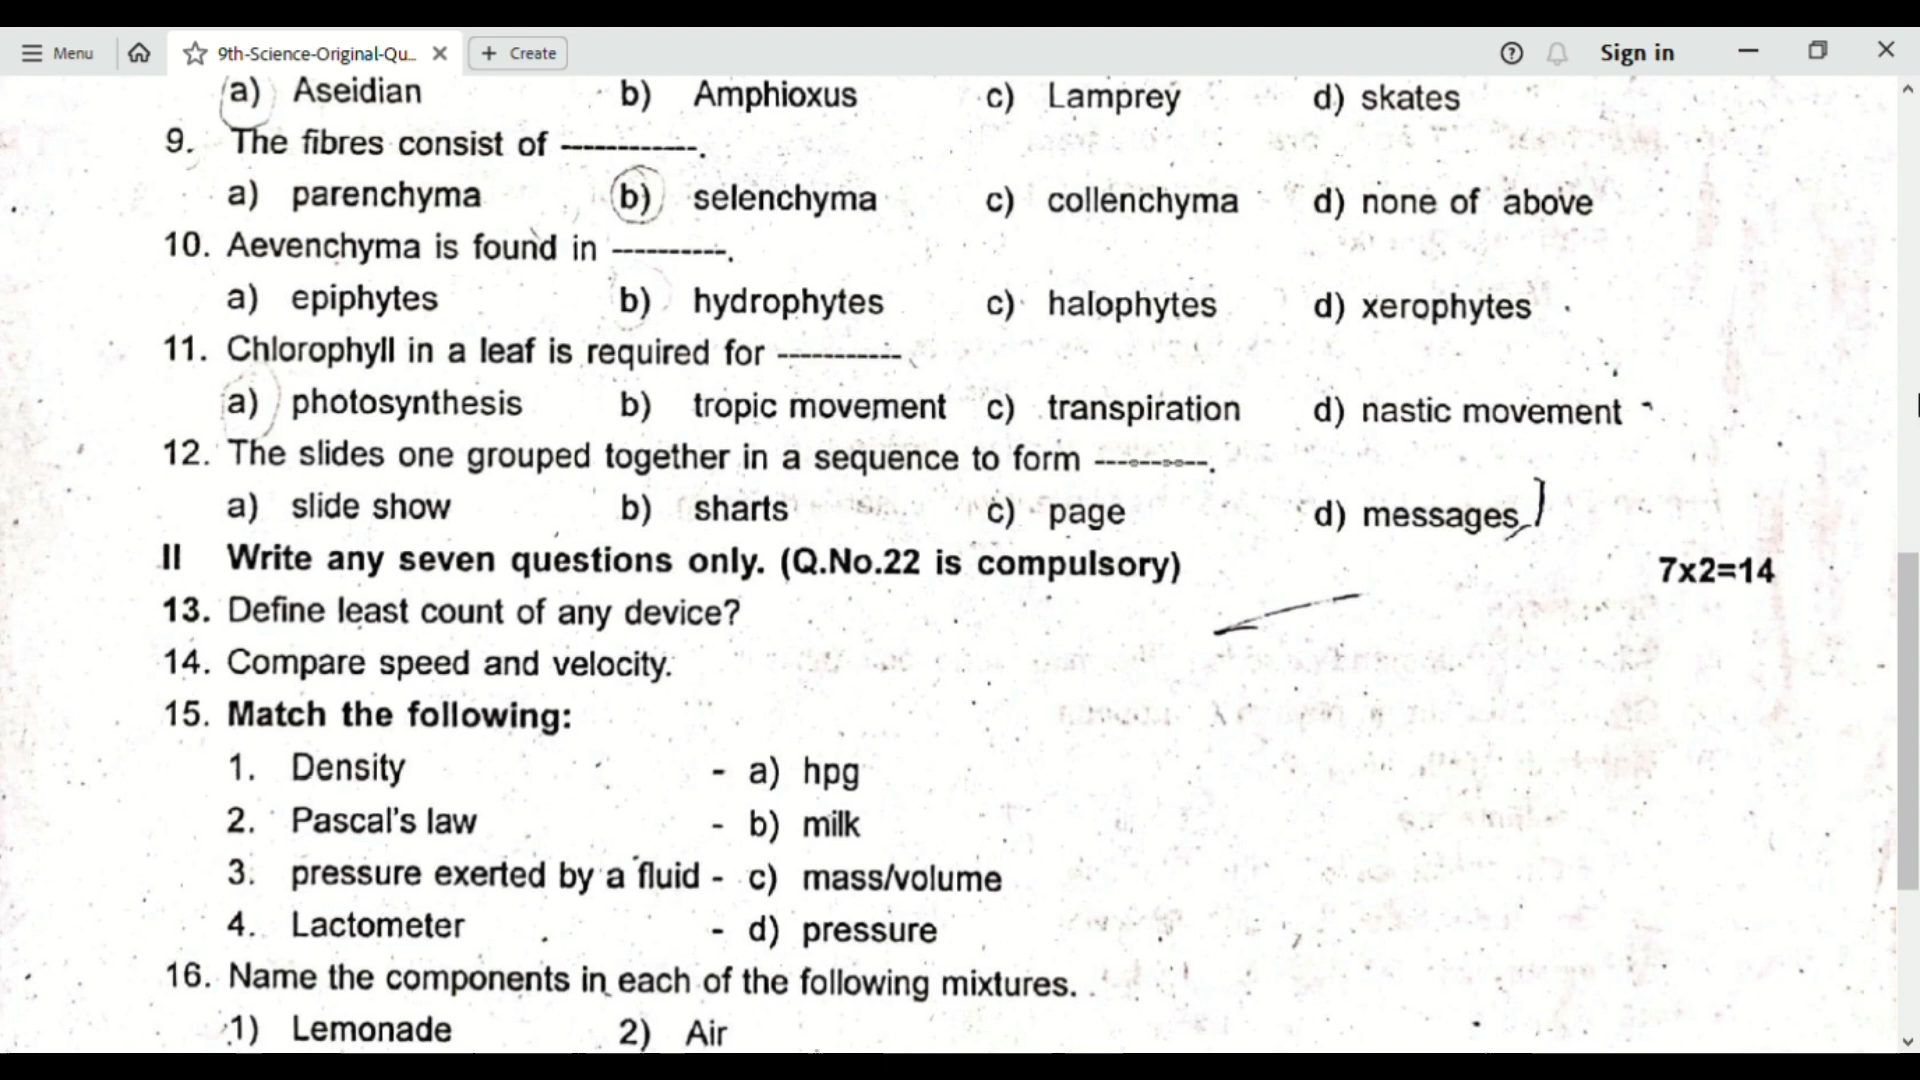 Menu
9th-Science-Original-Qu...
+ Create
Sign in
a) Aseidian b) Amphioxus c) Lamprey d) skates
9. The fibres consist of ------------.
a) parenchyma b) selenchyma c) collenchyma d) none of above
10. Aevenchyma is found in ----------.
a) epiphytes b) hydrophytes c) halophytes d) xerophytes
11. Chlorophyll in a leaf is required for -----------
a) photosynthesis b) tropic movement c) transpiration d) nastic movement
12. The slides one grouped together in a sequence to form ----------.
a) slide show b) sharts c) page d) messages
II Write any seven questions only. (Q.No.22 is compulsory) 7x2=14
13. Define least count of any device?
14. Compare speed and velocity.
15. Match the following:
1. Density - a) hpg
2. Pascal's law - b) milk
3. pressure exerted by a fluid - c) mass/volume
4. Lactometer - d) pressure
16. Name the components in each of the following mixtures.
1) Lemonade 2) Air